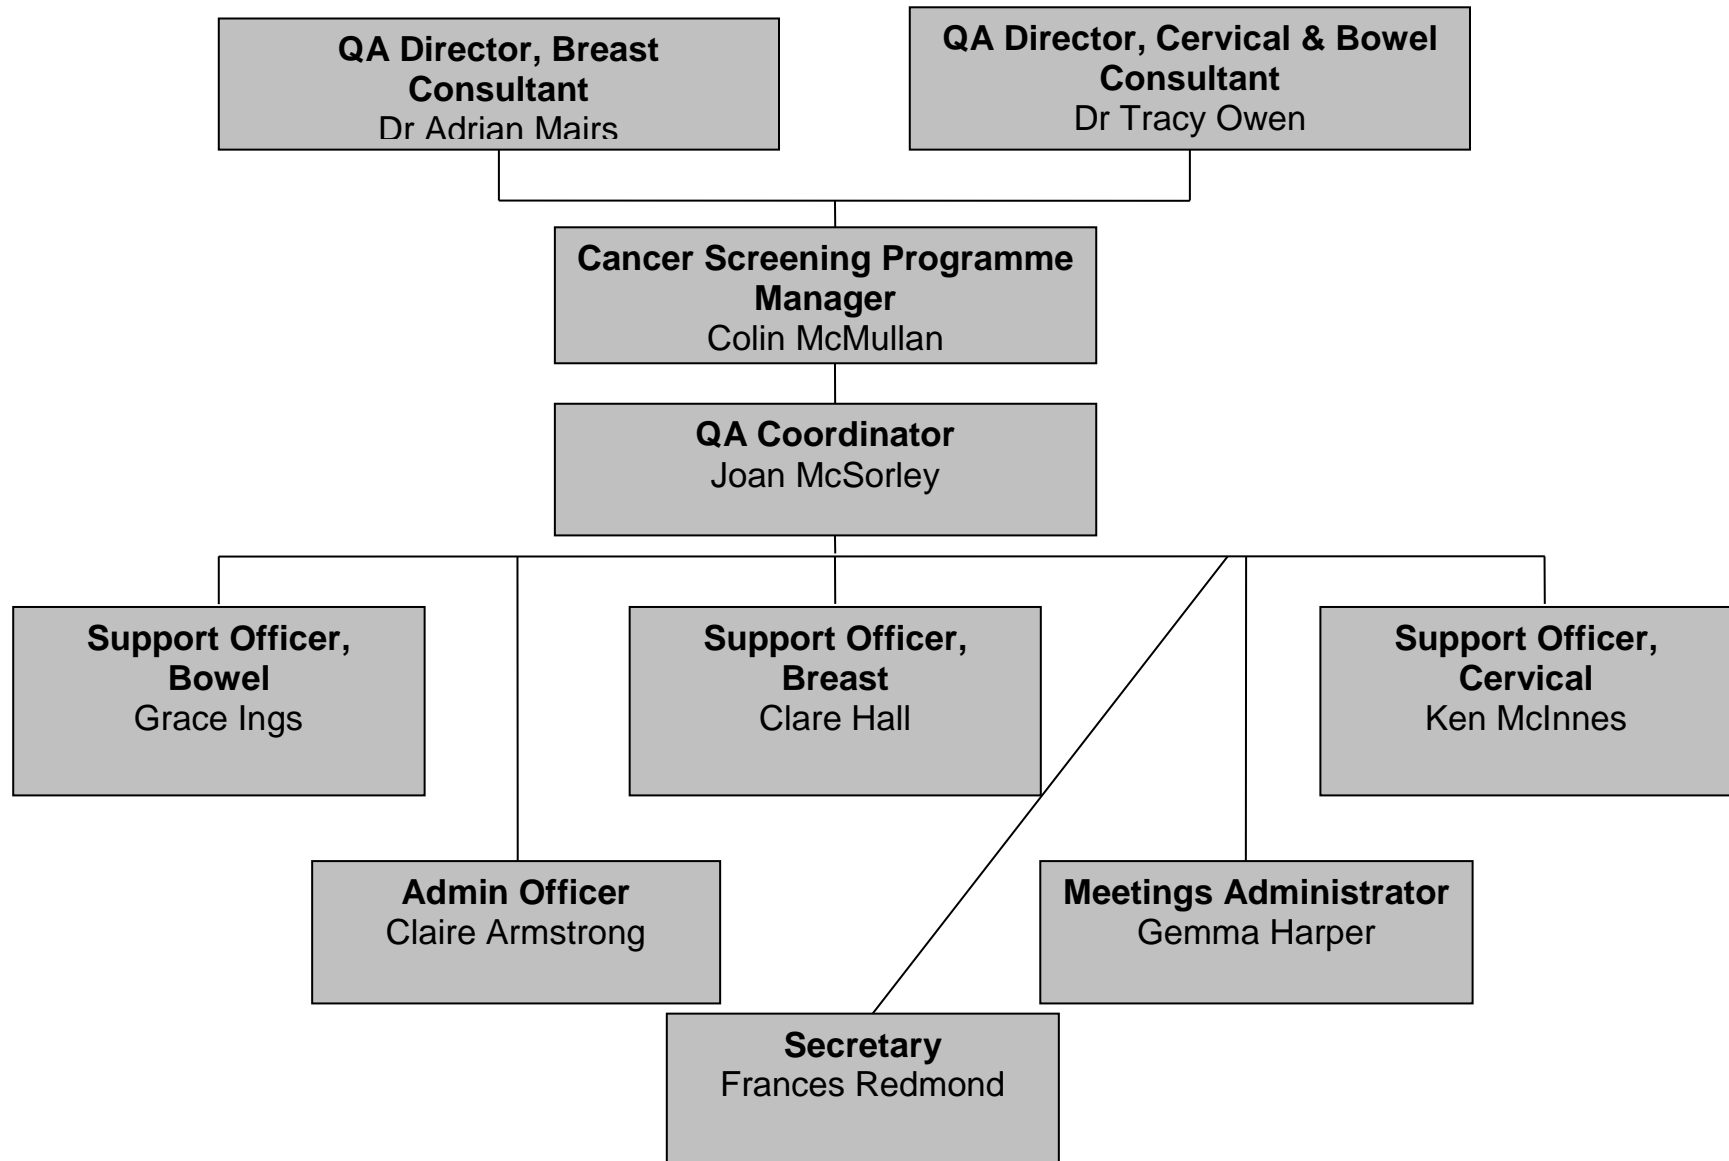 QA Director, Breast
Consultant
Dr Adrian Mairs
QA Director, Cervical & Bowel
Consultant
Dr Tracy Owen
Cancer Screening Programme
Manager
Colin McMullan
QA Coordinator
Joan McSorley
Support Officer,
Bowel
Grace Ings
Support Officer,
Breast
Clare Hall
Support Officer,
Cervical
Ken McInnes
Admin Officer
Claire Armstrong
Meetings Administrator
Gemma Harper
Secretary
Frances Redmond